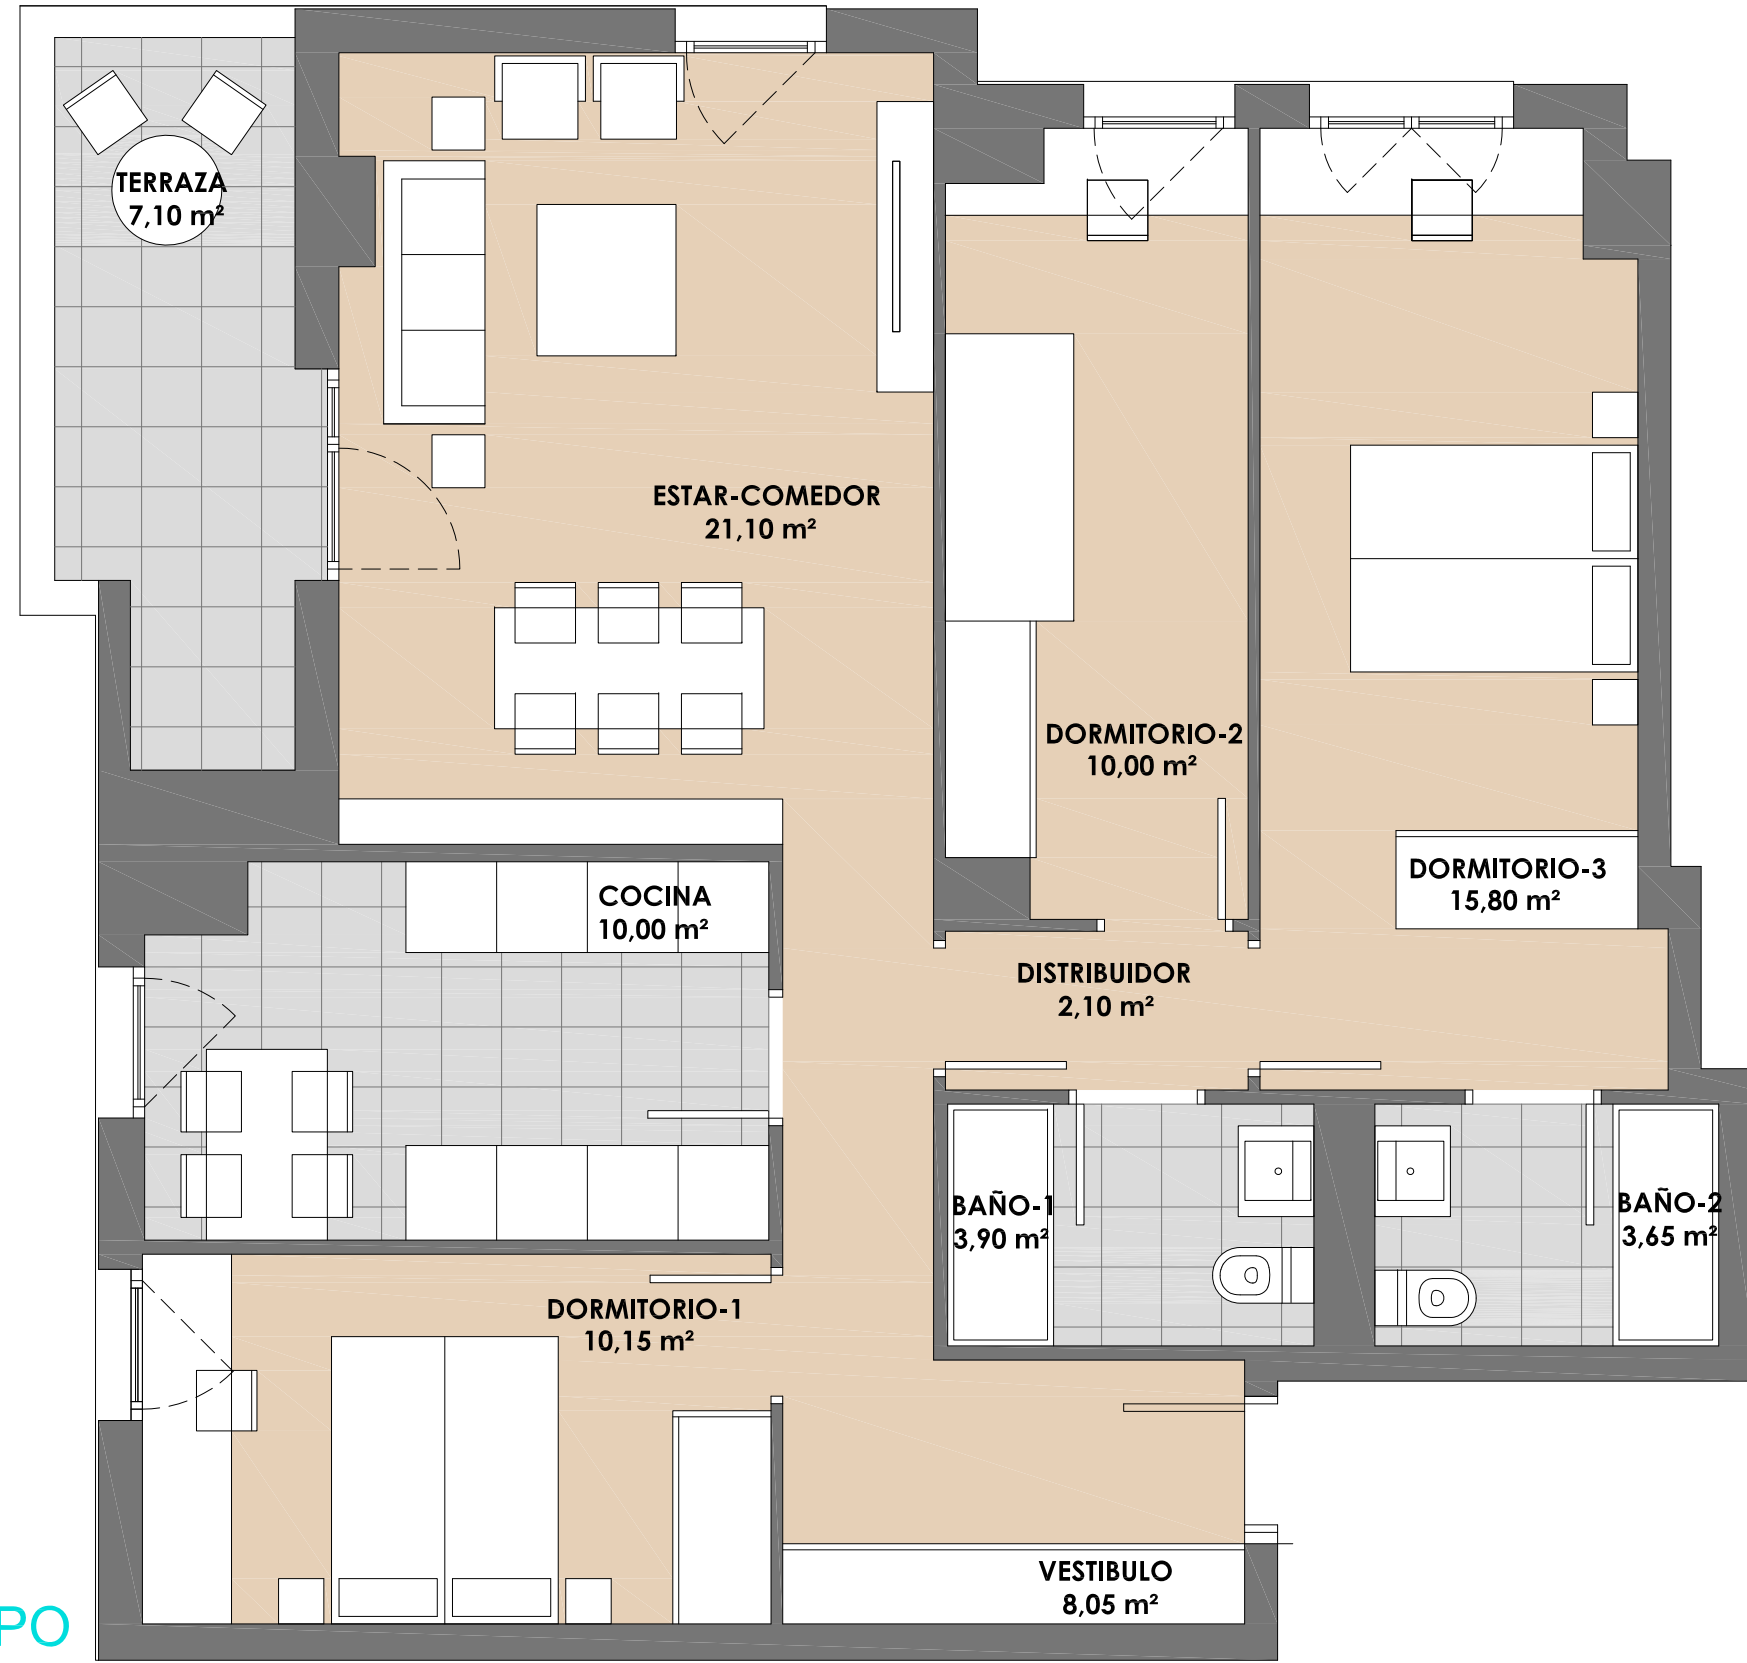 TERRAZA
7,10 m²
ESTAR-COMEDOR
21,10 m²
DORMITORIO-2
10,00 m²
DORMITORIO-3
15,80 m²
COCINA
10,00 m²
DISTRIBUIDOR
2,10 m²
BAÑO-1
3,90 m²
BAÑO-2
3,65 m²
DORMITORIO-1
10,15 m²
VESTIBULO
8,05 m²
PO